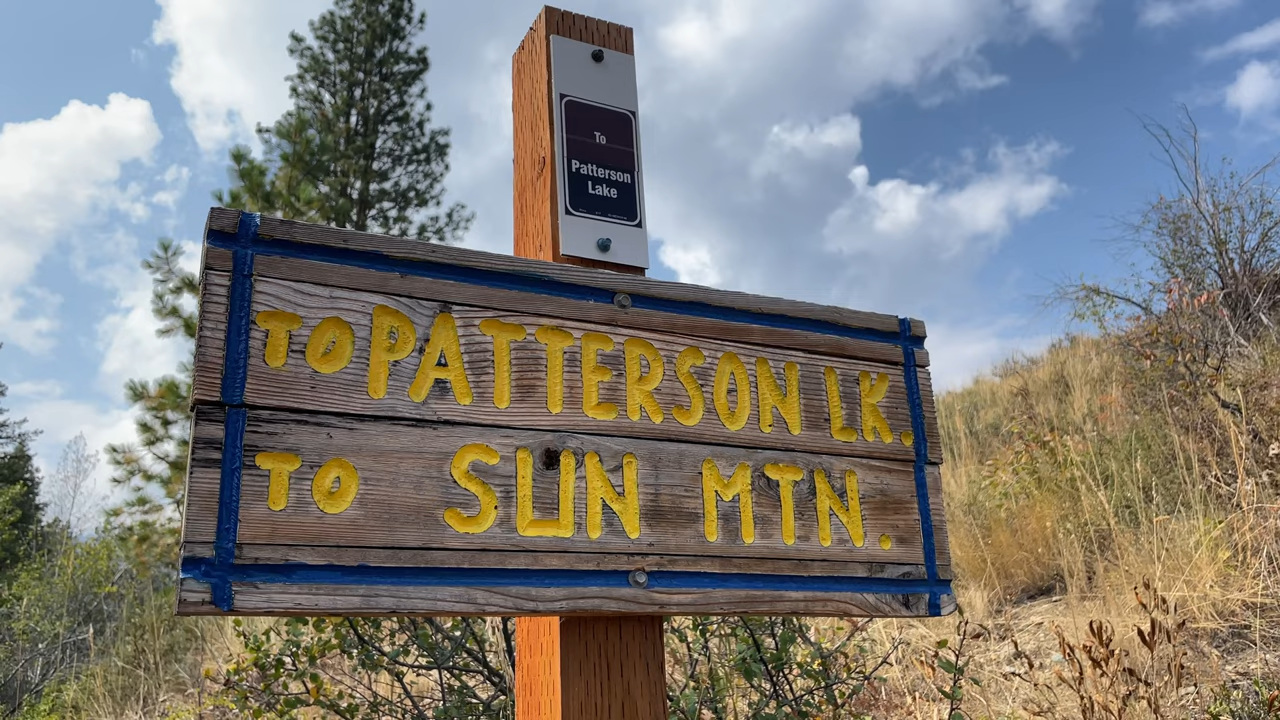 To
Patterson
Lake
TO PATTERSON LK.
TO SUN MTN.